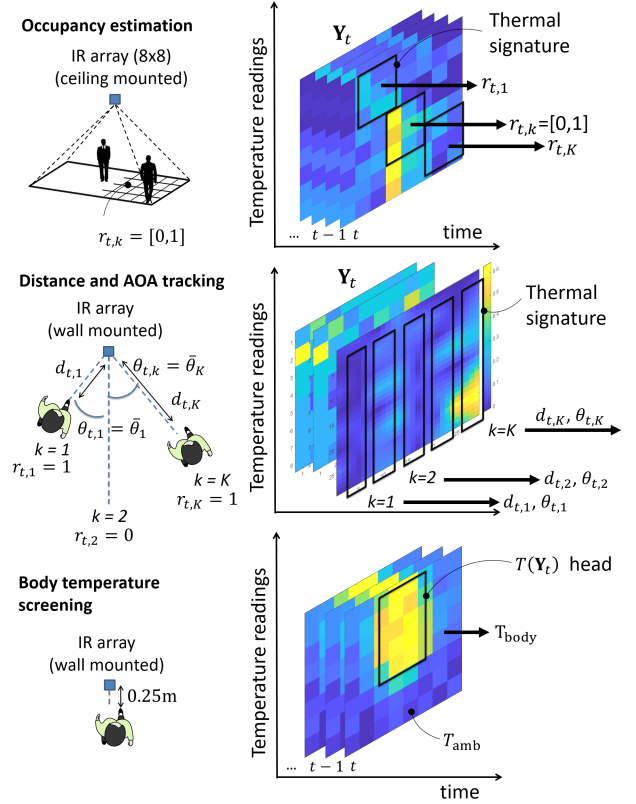 Occupancy estimation
IR array (8x8)
(ceiling mounted)
r_{t,k} = [0,1]
Temperature readings
Y_t
Thermal
signature
r_{t,1}
r_{t,k}=[0,1]
r_{t,K}
... t − 1 t
time
Distance and AOA tracking
IR array
(wall mounted)
d_{t,1}
θ_{t,k} = θ̄_K
d_{t,K}
θ_{t,1} = θ̄_1
k = 1
r_{t,1} = 1
k = K
r_{t,K} = 1
k = 2
r_{t,2} = 0
Temperature readings
Y_t
Thermal
signature
k=K
d_{t,K}, θ_{t,K}
k=2
d_{t,2}, θ_{t,2}
k=1
d_{t,1}, θ_{t,1}
Body temperature
screening
IR array
(wall mounted)
0.25m
Temperature readings
T(Y_t) head
T_body
T_amb
... t − 1 t
time